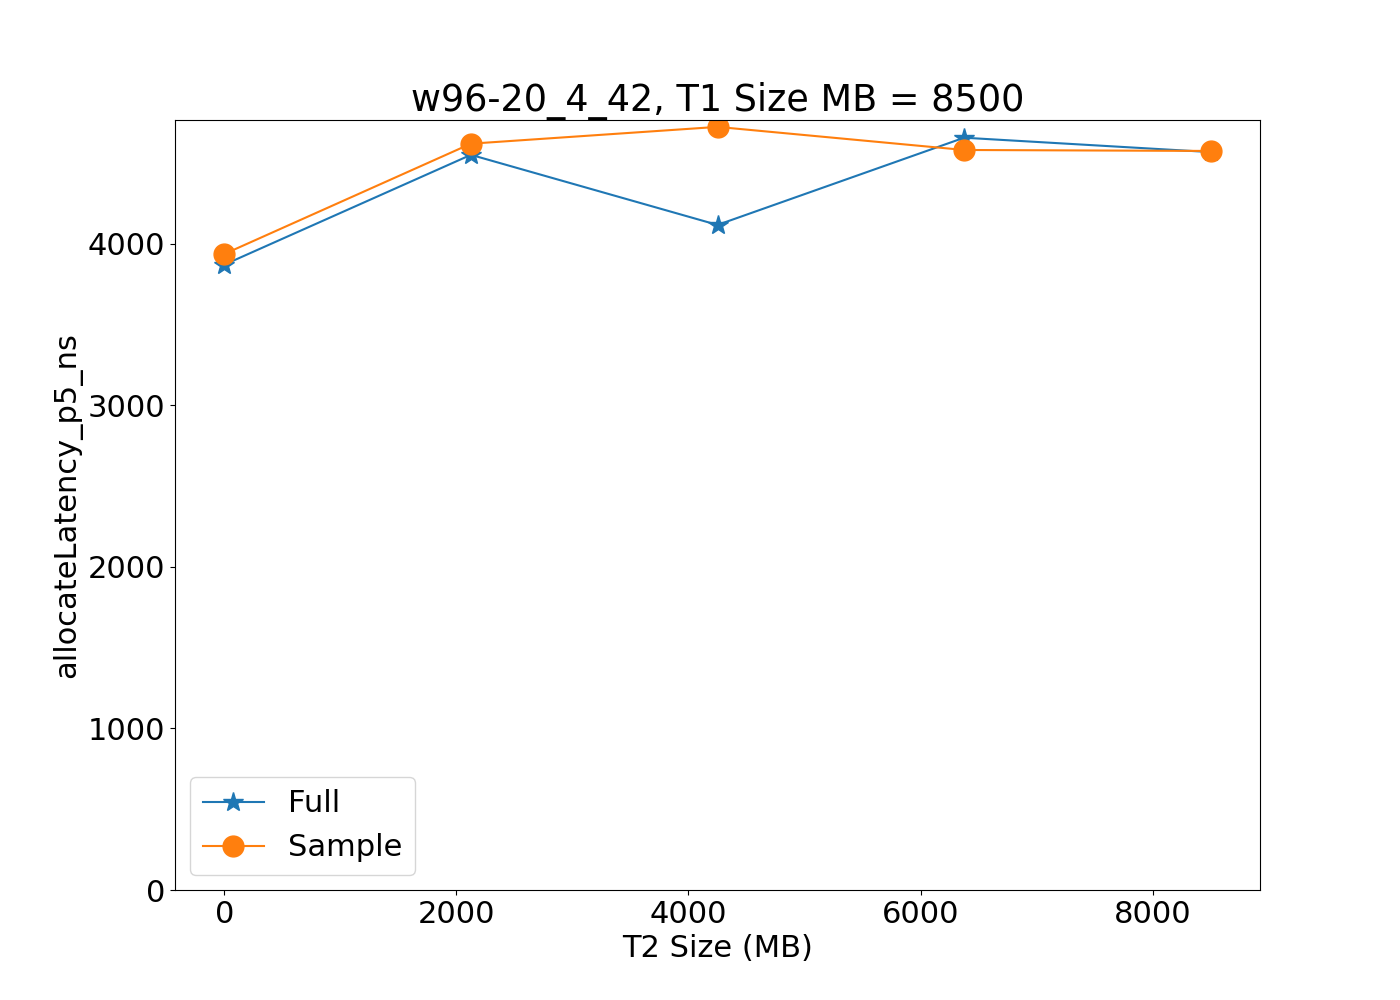 w96-20_4_42, T1 Size MB = 8500
allocateLatency_p5_ns
4000
3000
2000
1000
0
Full
Sample
0 2000 4000 6000 8000
T2 Size (MB)